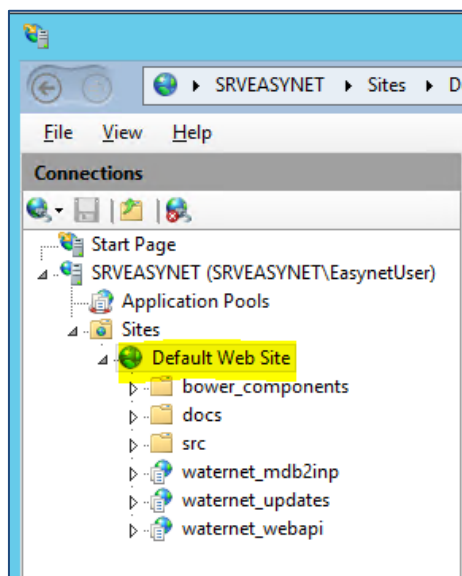 SRVEASYNET Sites
File View Help
Connections
Start Page
SRVEASYNET (SRVEASYNET\EasynetUser)
Application Pools
Sites
Default Web Site
bower_components
docs
src
waternet_mdb2inp
waternet_updates
waternet_webapi